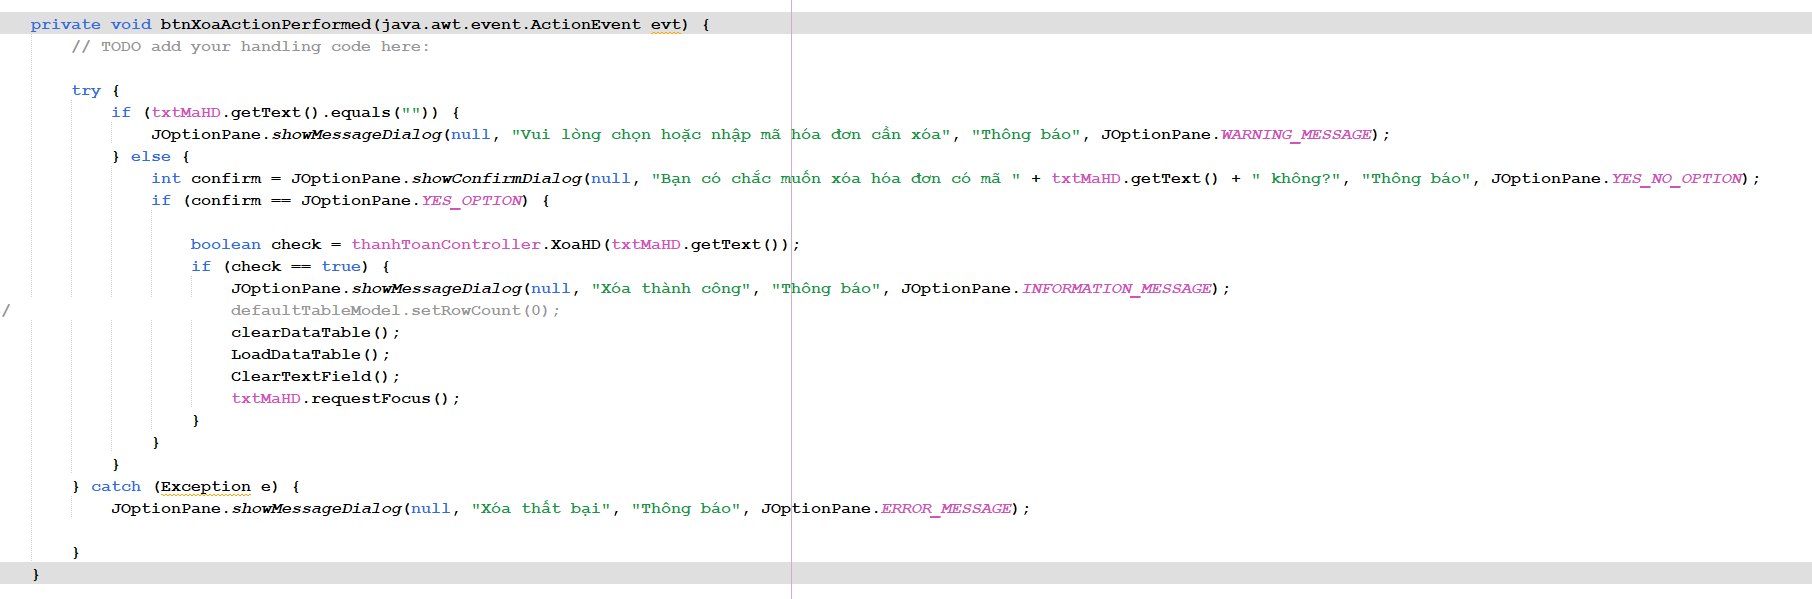 private void btnXoaActionPerformed(java.awt.event.ActionEvent evt) {
// TODO add your handling code here:
try {
if (txtMaHD.getText().equals("")) {
JOptionPane.showMessageDialog(null, "Vui lòng chọn hoặc nhập mã hóa đơn cần xóa", "Thông báo", JOptionPane.WARNING_MESSAGE);
} else {
int confirm = JOptionPane.showConfirmDialog(null, "Bạn có chắc muốn xóa hóa đơn có mã " + txtMaHD.getText() + " không?", "Thông báo", JOptionPane.YES_NO_OPTION);
if (confirm == JOptionPane.YES_OPTION) {
boolean check = thanhToanController.XoaHD(txtMaHD.getText());
if (check == true) {
JOptionPane.showMessageDialog(null, "Xóa thành công", "Thông báo", JOptionPane.INFORMATION_MESSAGE);
/ defaultTableModel.setRowCount(0);
clearDataTable();
LoadDataTable();
ClearTextField();
txtMaHD.requestFocus();
}
}
}
} catch (Exception e) {
JOptionPane.showMessageDialog(null, "Xóa thất bại", "Thông báo", JOptionPane.ERROR_MESSAGE);
}
}